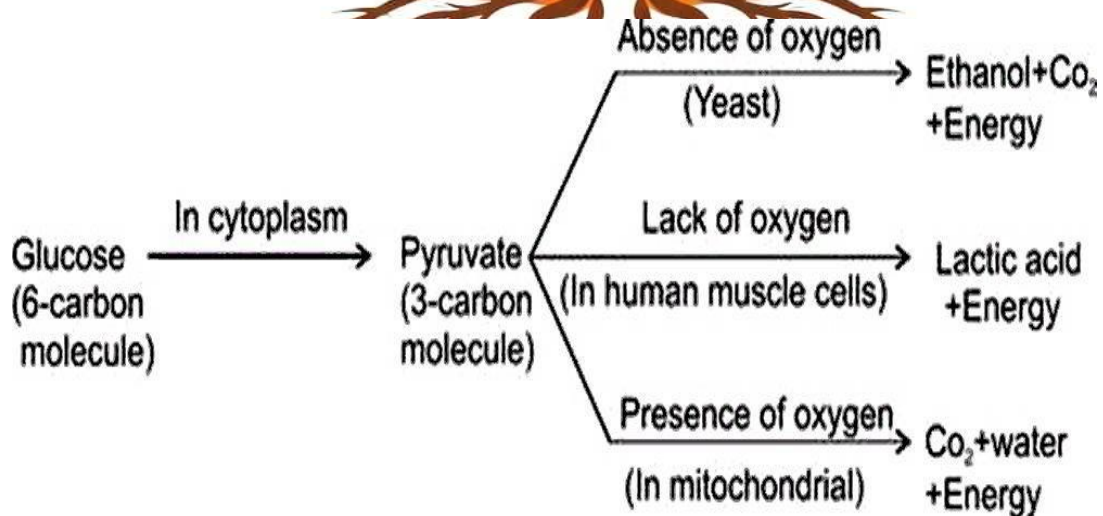 Absence of oxygen
(Yeast)
Ethanol+Co₂
+Energy
In cytoplasm
Glucose
(6-carbon
molecule)
Pyruvate
(3-carbon
molecule)
Lack of oxygen
(In human muscle cells)
Lactic acid
+Energy
Presence of oxygen
(In mitochondrial)
Co₂+water
+Energy